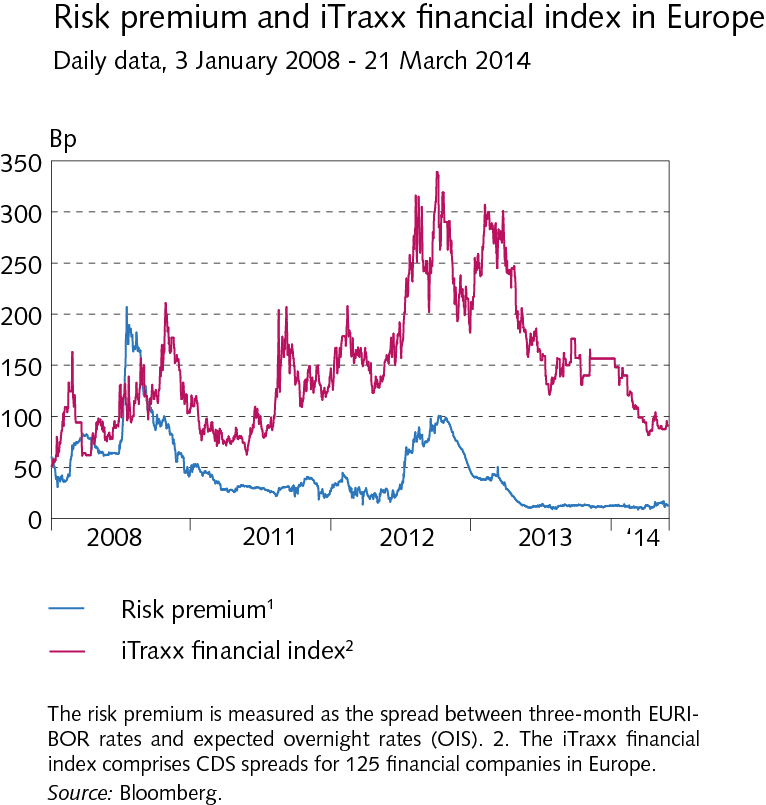 Risk premium and iTraxx financial index in Europe
Daily data, 3 January 2008 - 21 March 2014
Bp
350
300
250
200
150
100
50
0
2008 2011 2012 2013 ‘14
Risk premium¹
iTraxx financial index²
The risk premium is measured as the spread between three-month EURI-
BOR rates and expected overnight rates (OIS). 2. The iTraxx financial
index comprises CDS spreads for 125 financial companies in Europe.
Source: Bloomberg.